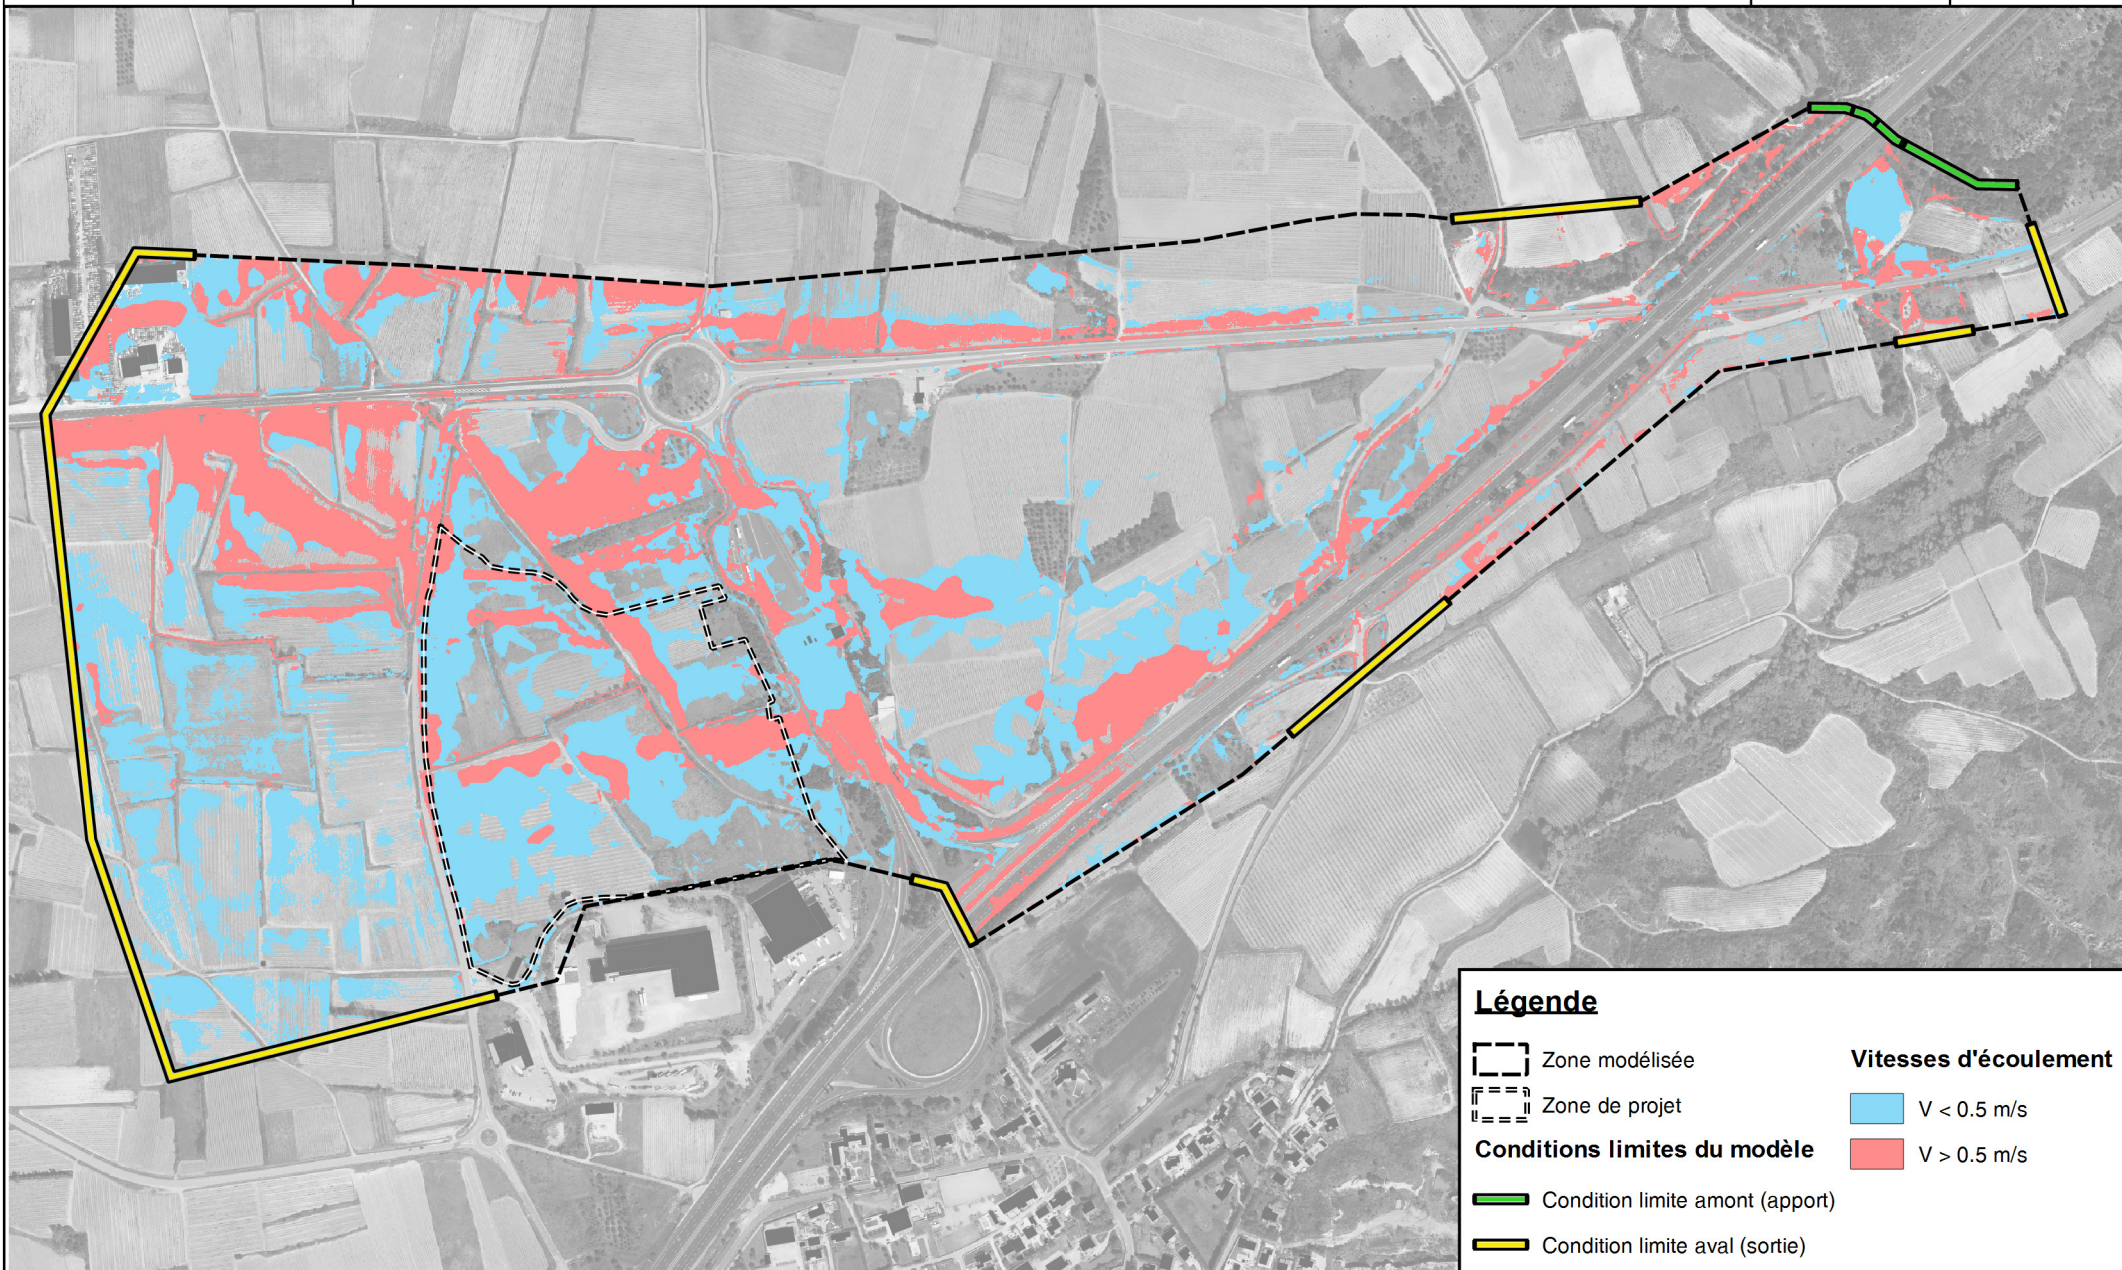 Légende
Zone modélisée
Zone de projet
Conditions limites du modèle
Condition limite amont (apport)
Condition limite aval (sortie)
Vitesses d'écoulement
V < 0.5 m/s
V > 0.5 m/s